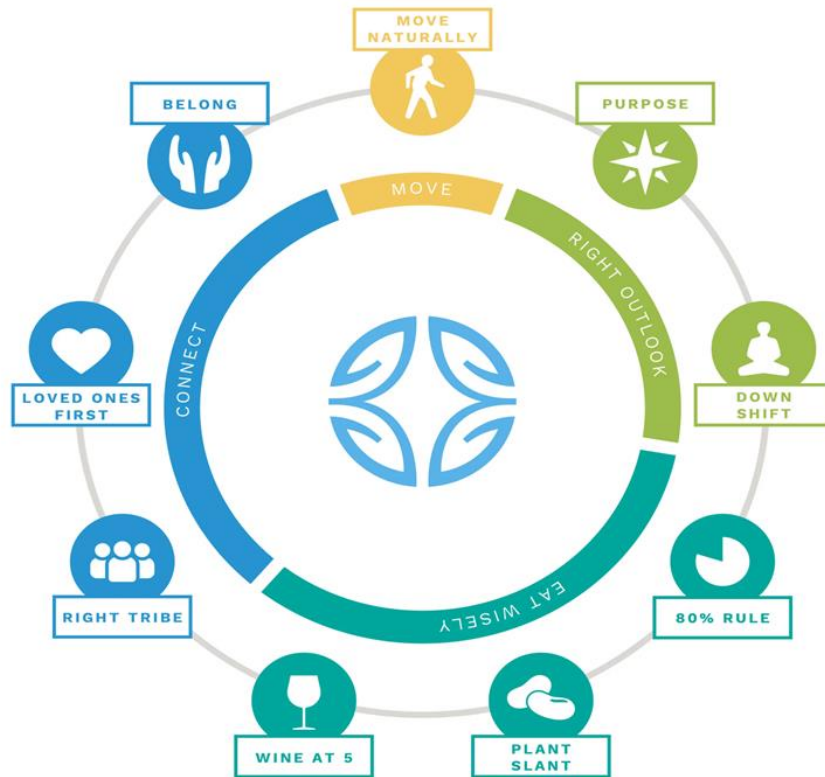 MOVE
NATURALLY
BELONG
PURPOSE
MOVE
RIGHT OUTLOOK
CONNECT
LOVED ONES
FIRST
DOWN
SHIFT
RIGHT TRIBE
80% RULE
EAT WISELY
WINE AT 5
PLANT
SLANT